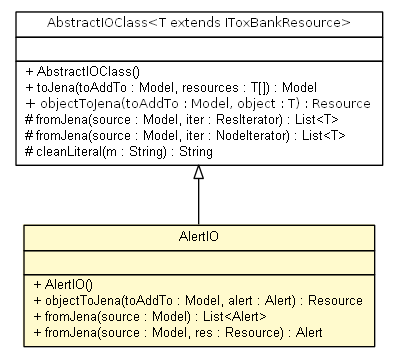 AbstractIOClass<T extends IToxBankResource>
+ AbstractIOClass()
+ toJena(toAddTo : Model, resources : T[]) : Model
+ objectToJena(toAddTo : Model, object : T) : Resource
# fromJena(source : Model, iter : ResIterator) : List<T>
# fromJena(source : Model, iter : NodeIterator) : List<T>
# cleanLiteral(m : String) : String
AlertIO
+ AlertIO()
+ objectToJena(toAddTo : Model, alert : Alert) : Resource
+ fromJena(source : Model) : List<Alert>
+ fromJena(source : Model, res : Resource) : Alert